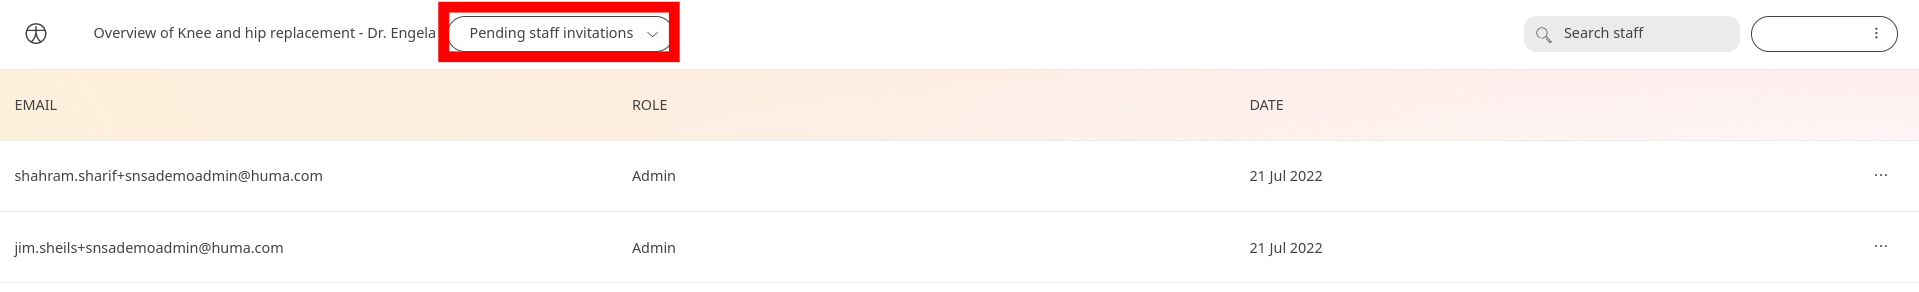 Overview of Knee and hip replacement - Dr. Engela Pending staff invitations Search staff
EMAIL ROLE DATE
shahram.sharif+snsademoadmin@huma.com Admin 21 Jul 2022
jim.sheils+snsademoadmin@huma.com Admin 21 Jul 2022